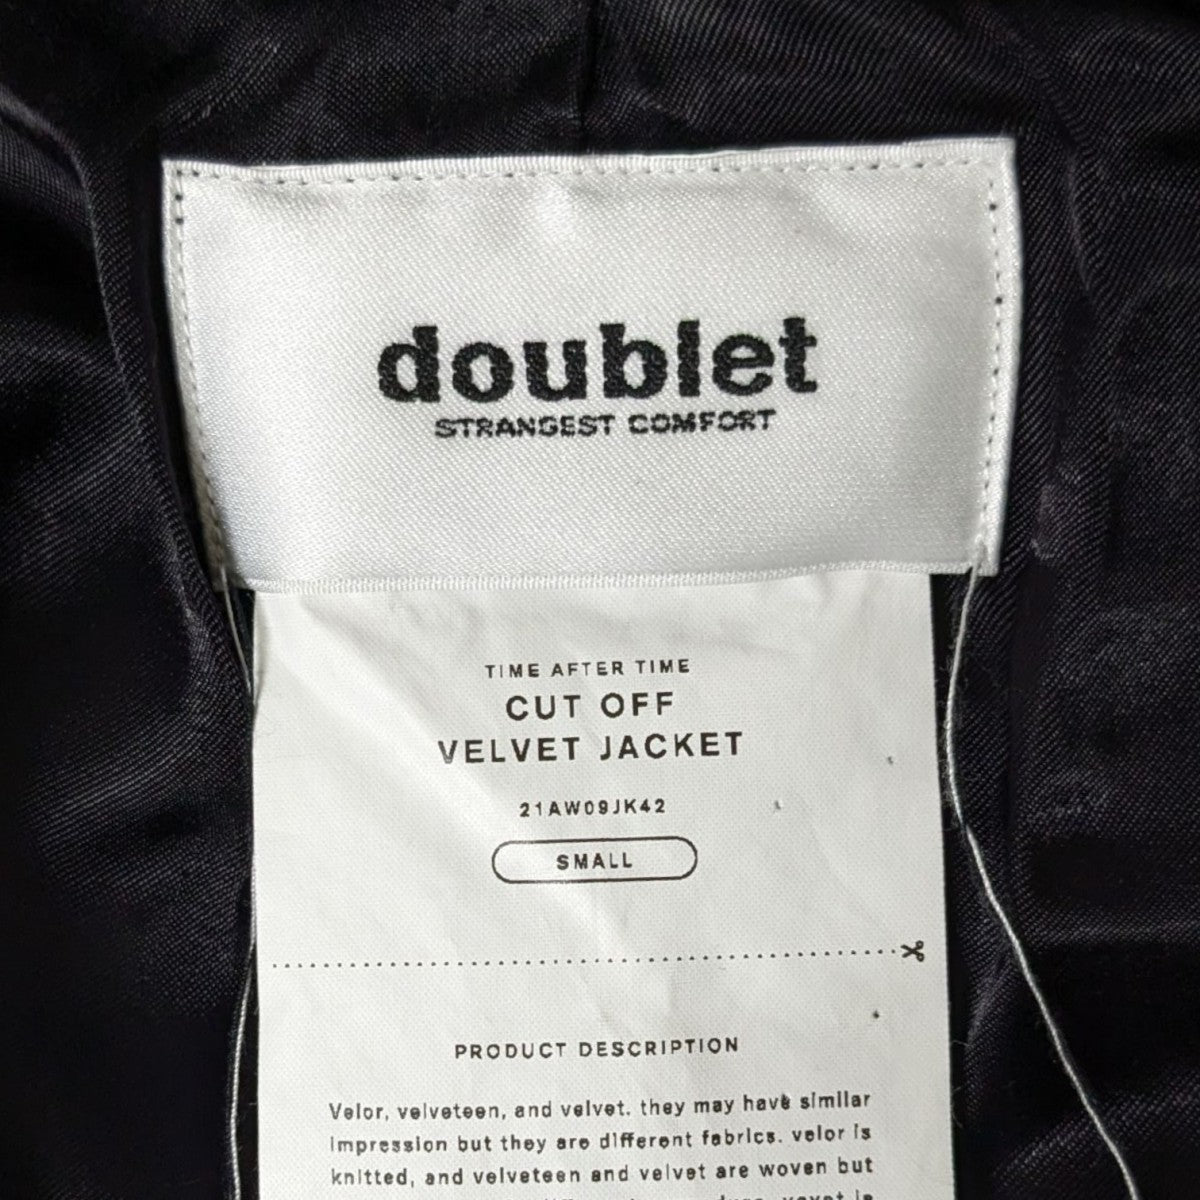 doublet
STRANGEST COMFORT
TIME AFTER TIME
CUT OFF
VELVET JACKET
21AW09JK42
SMALL
PRODUCT DESCRIPTION
Velor, velveteen, and velvet. they may have similar
impression but they are different fabrics. velor is
knitted, and velveteen and velvet are woven but